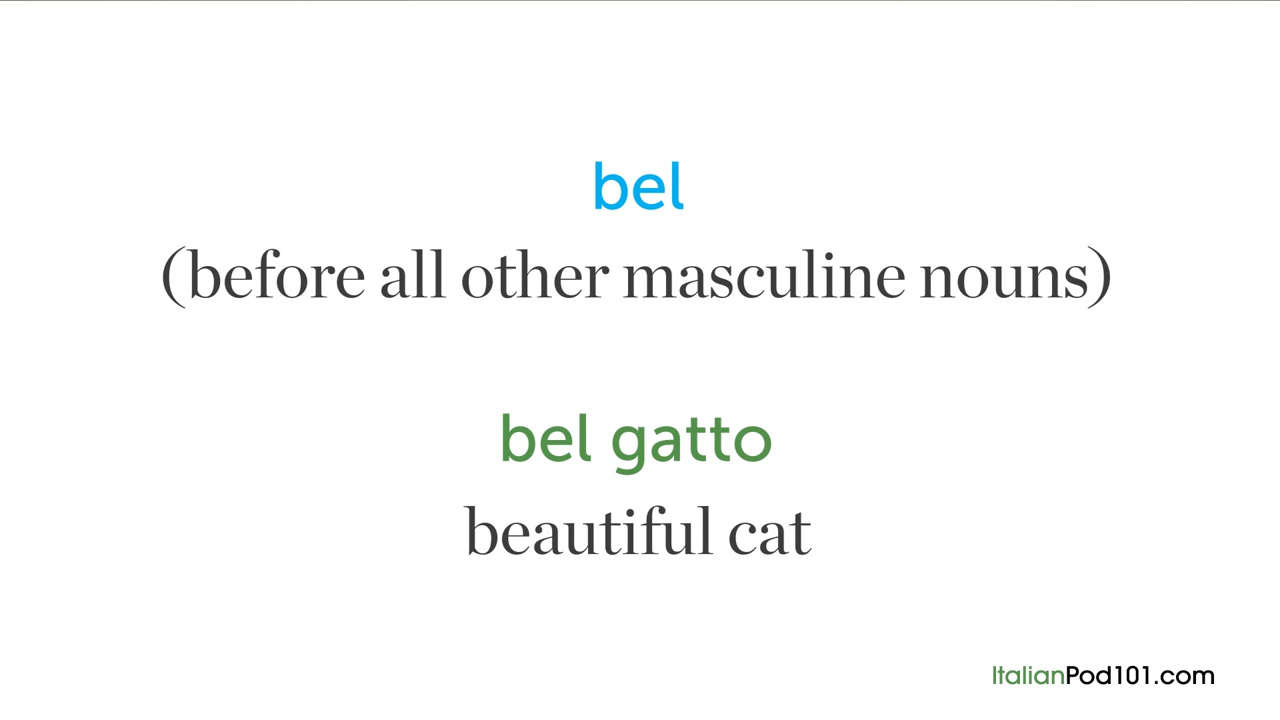 bel
(before all other masculine nouns)
bel gatto
beautiful cat
ItalianPod101.com